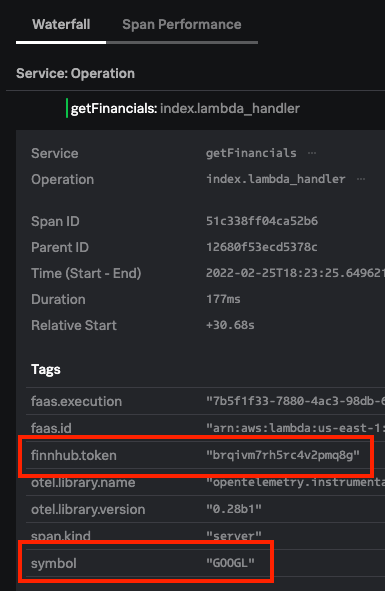 Waterfall Span Performance
Service: Operation
getFinancials: index.lambda_handler
Service getFinancials ...
Operation index.lambda_handler ...
Span ID 51c338ff04ca52b6
Parent ID 12680f53ecd5378c
Time (Start - End) 2022-02-25T18:23:25.649621
Duration 177ms
Relative Start +30.68s
Tags
faas.execution "7b5f1f33-7880-4ac3-98db-6
faas.id "arn:aws:lambda:us-east-1:
finnhub.token "brqivm7rh5rc4v2pmq8g"
otel.library.name "opentelemetry.instrumenta
otel.library.version "0.28b1"
span.kind "server"
symbol "GOOGL"